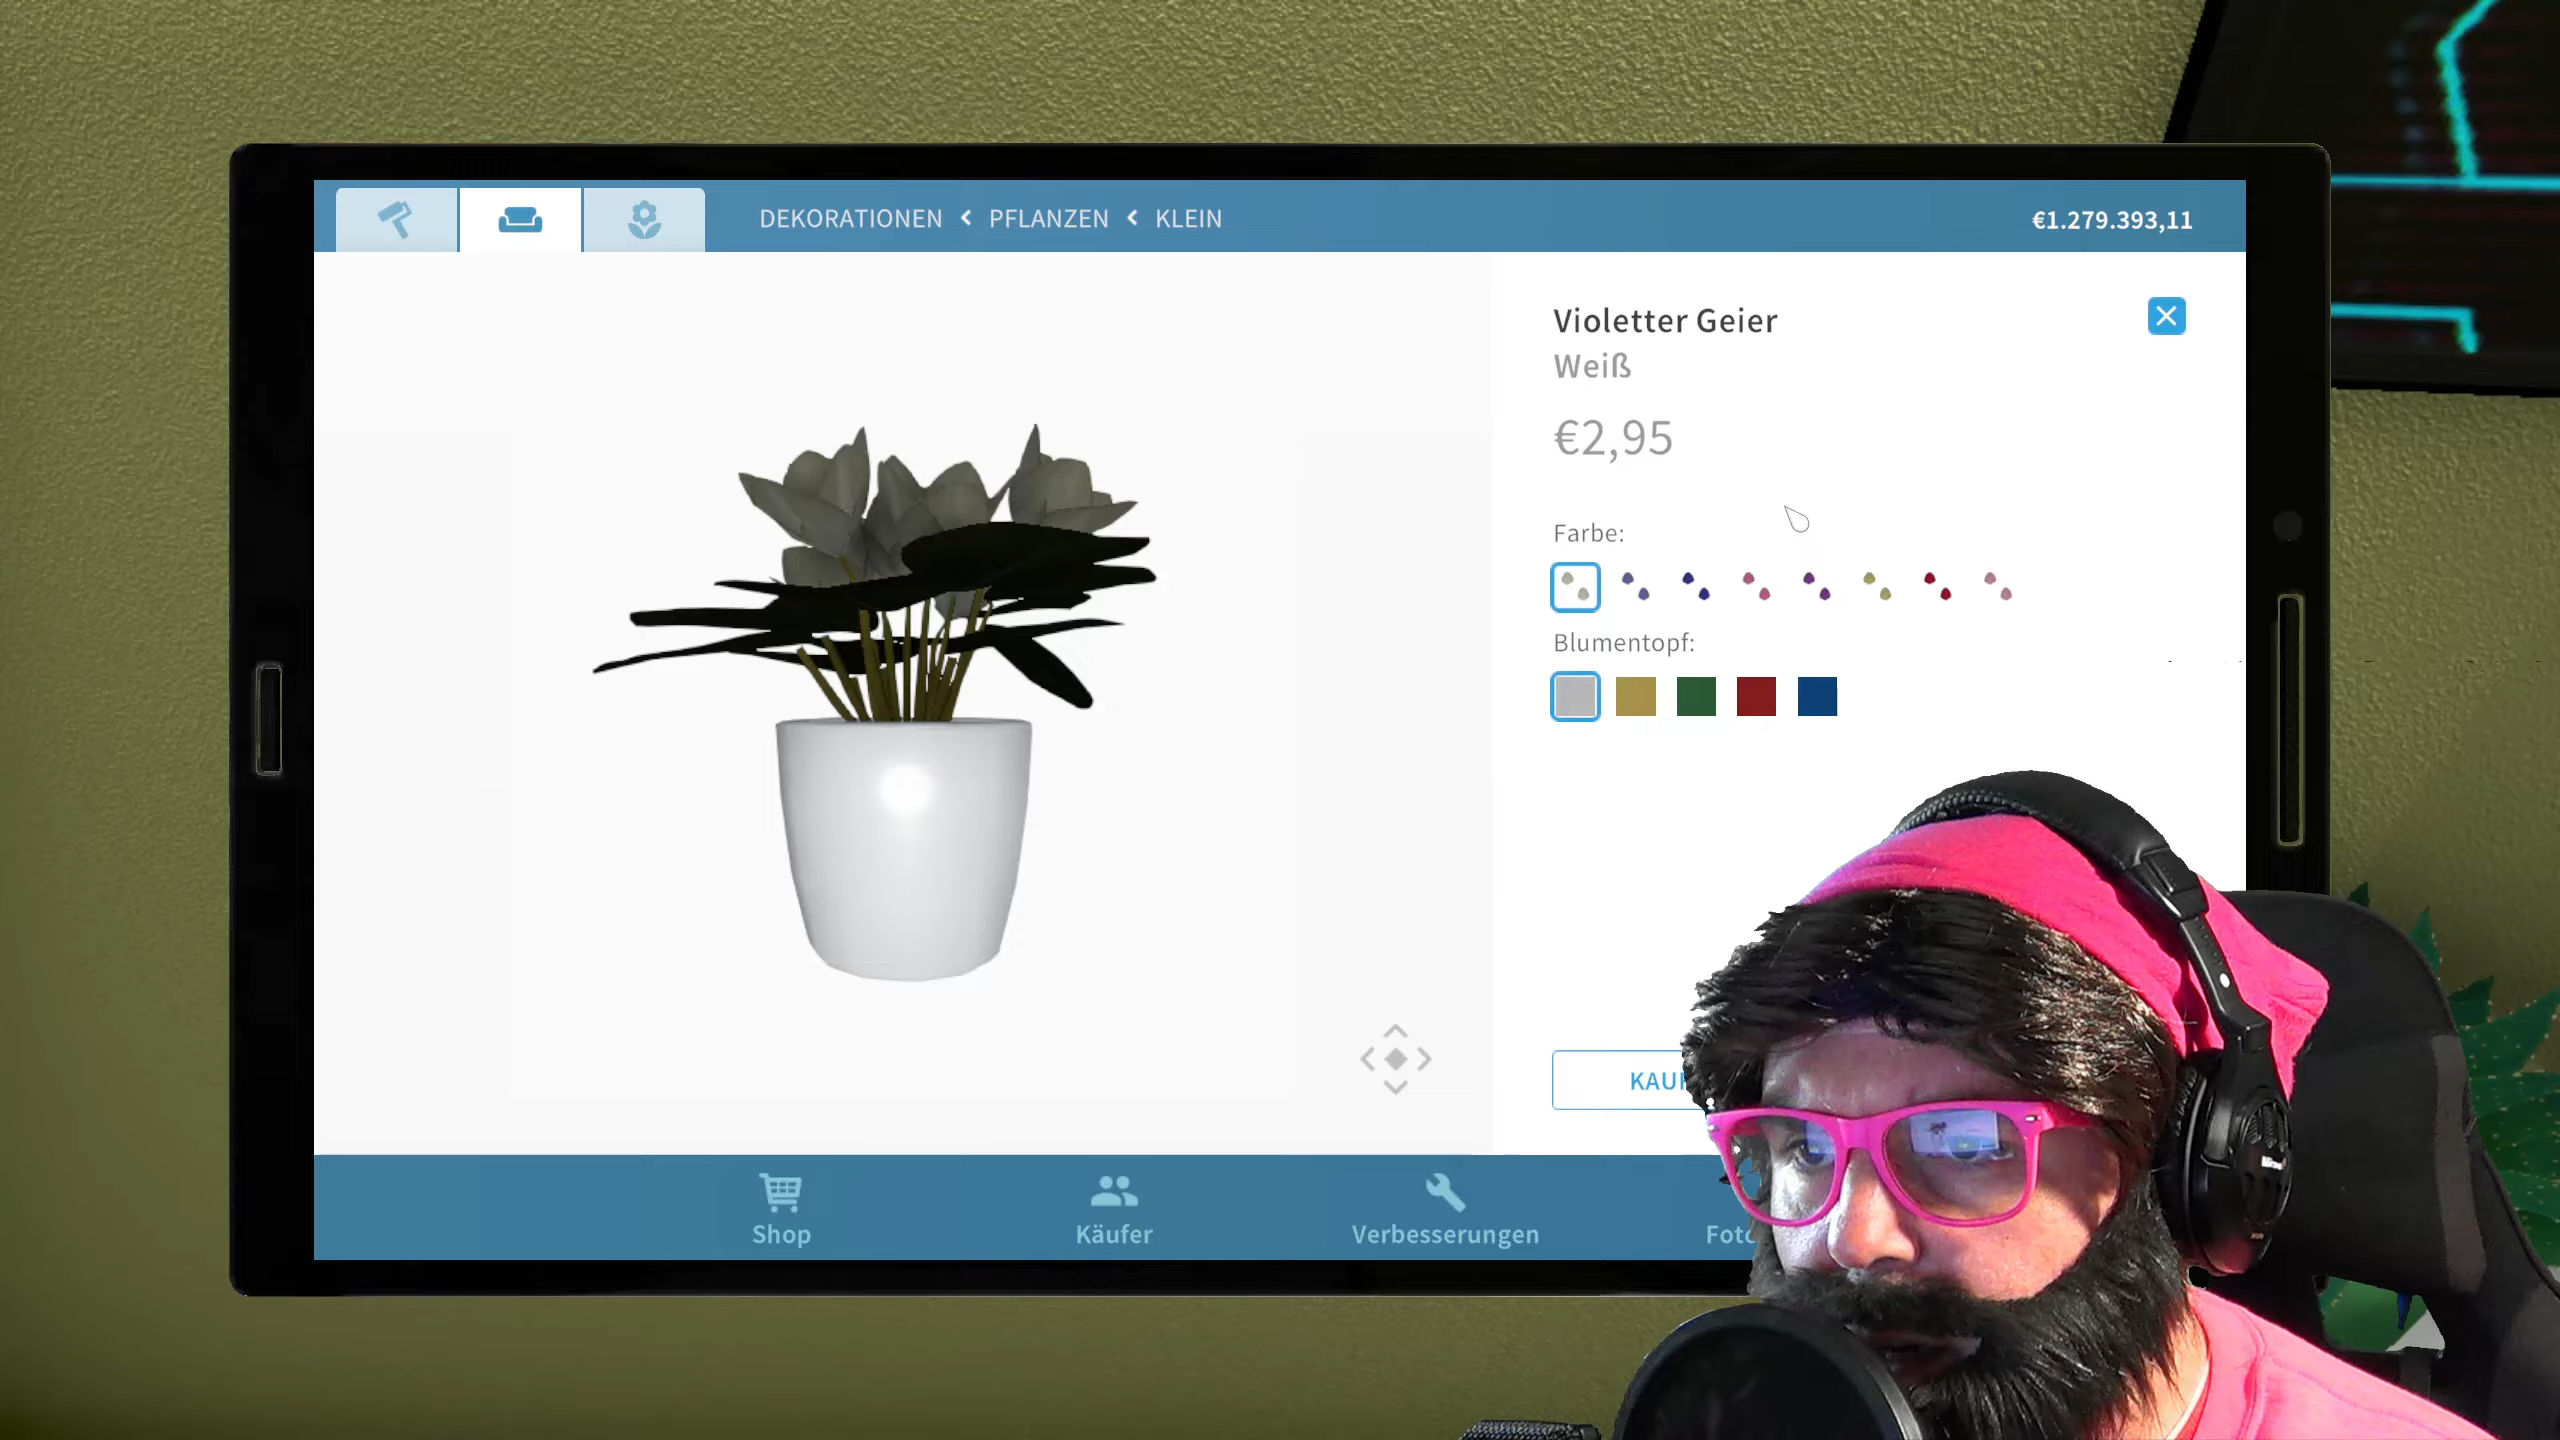 DEKORATIONEN PFLANZEN KLEIN
€1.279.393,11
Violetter Geier
Weiß
€2,95
Farbe:
Blumentopf:
Shop
Käufer
Verbesserungen